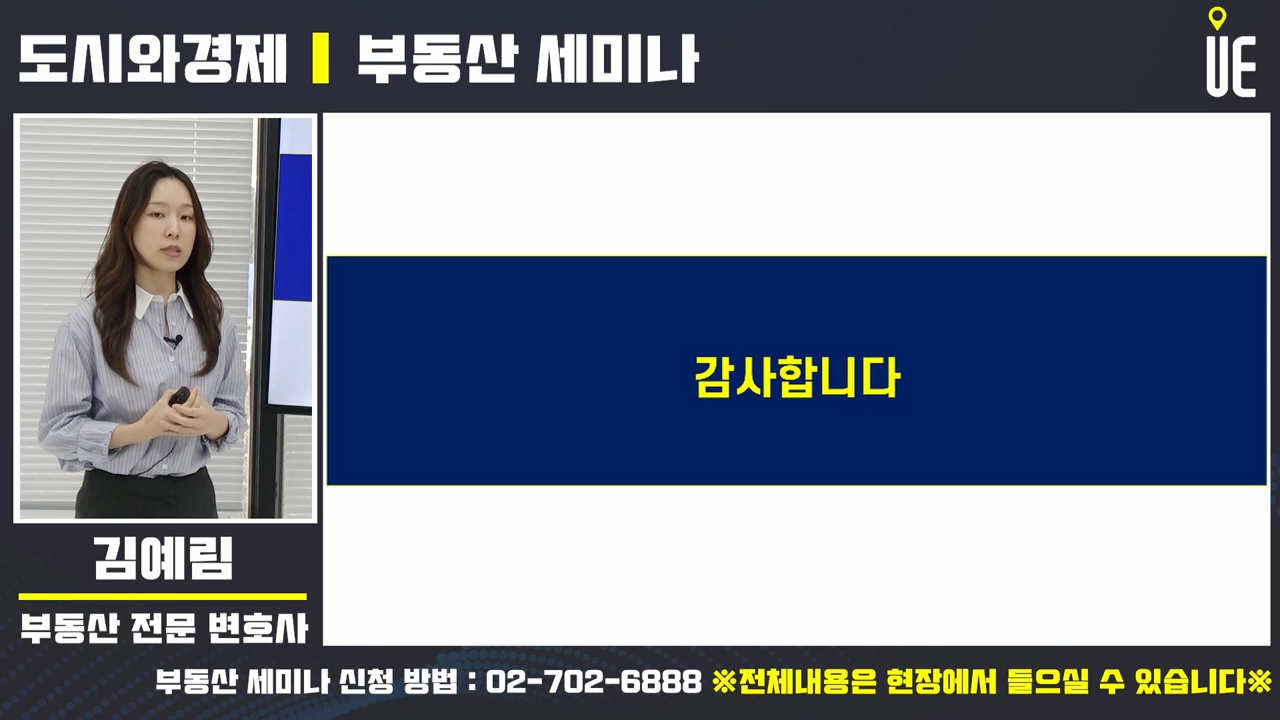 도시와경제 부동산 세미나
UE
감사합니다
김예림
부동산 전문 변호사
부동산 세미나 신청 방법 : 02-702-6888 ※전체내용은 현장에서 들으실 수 있습니다※